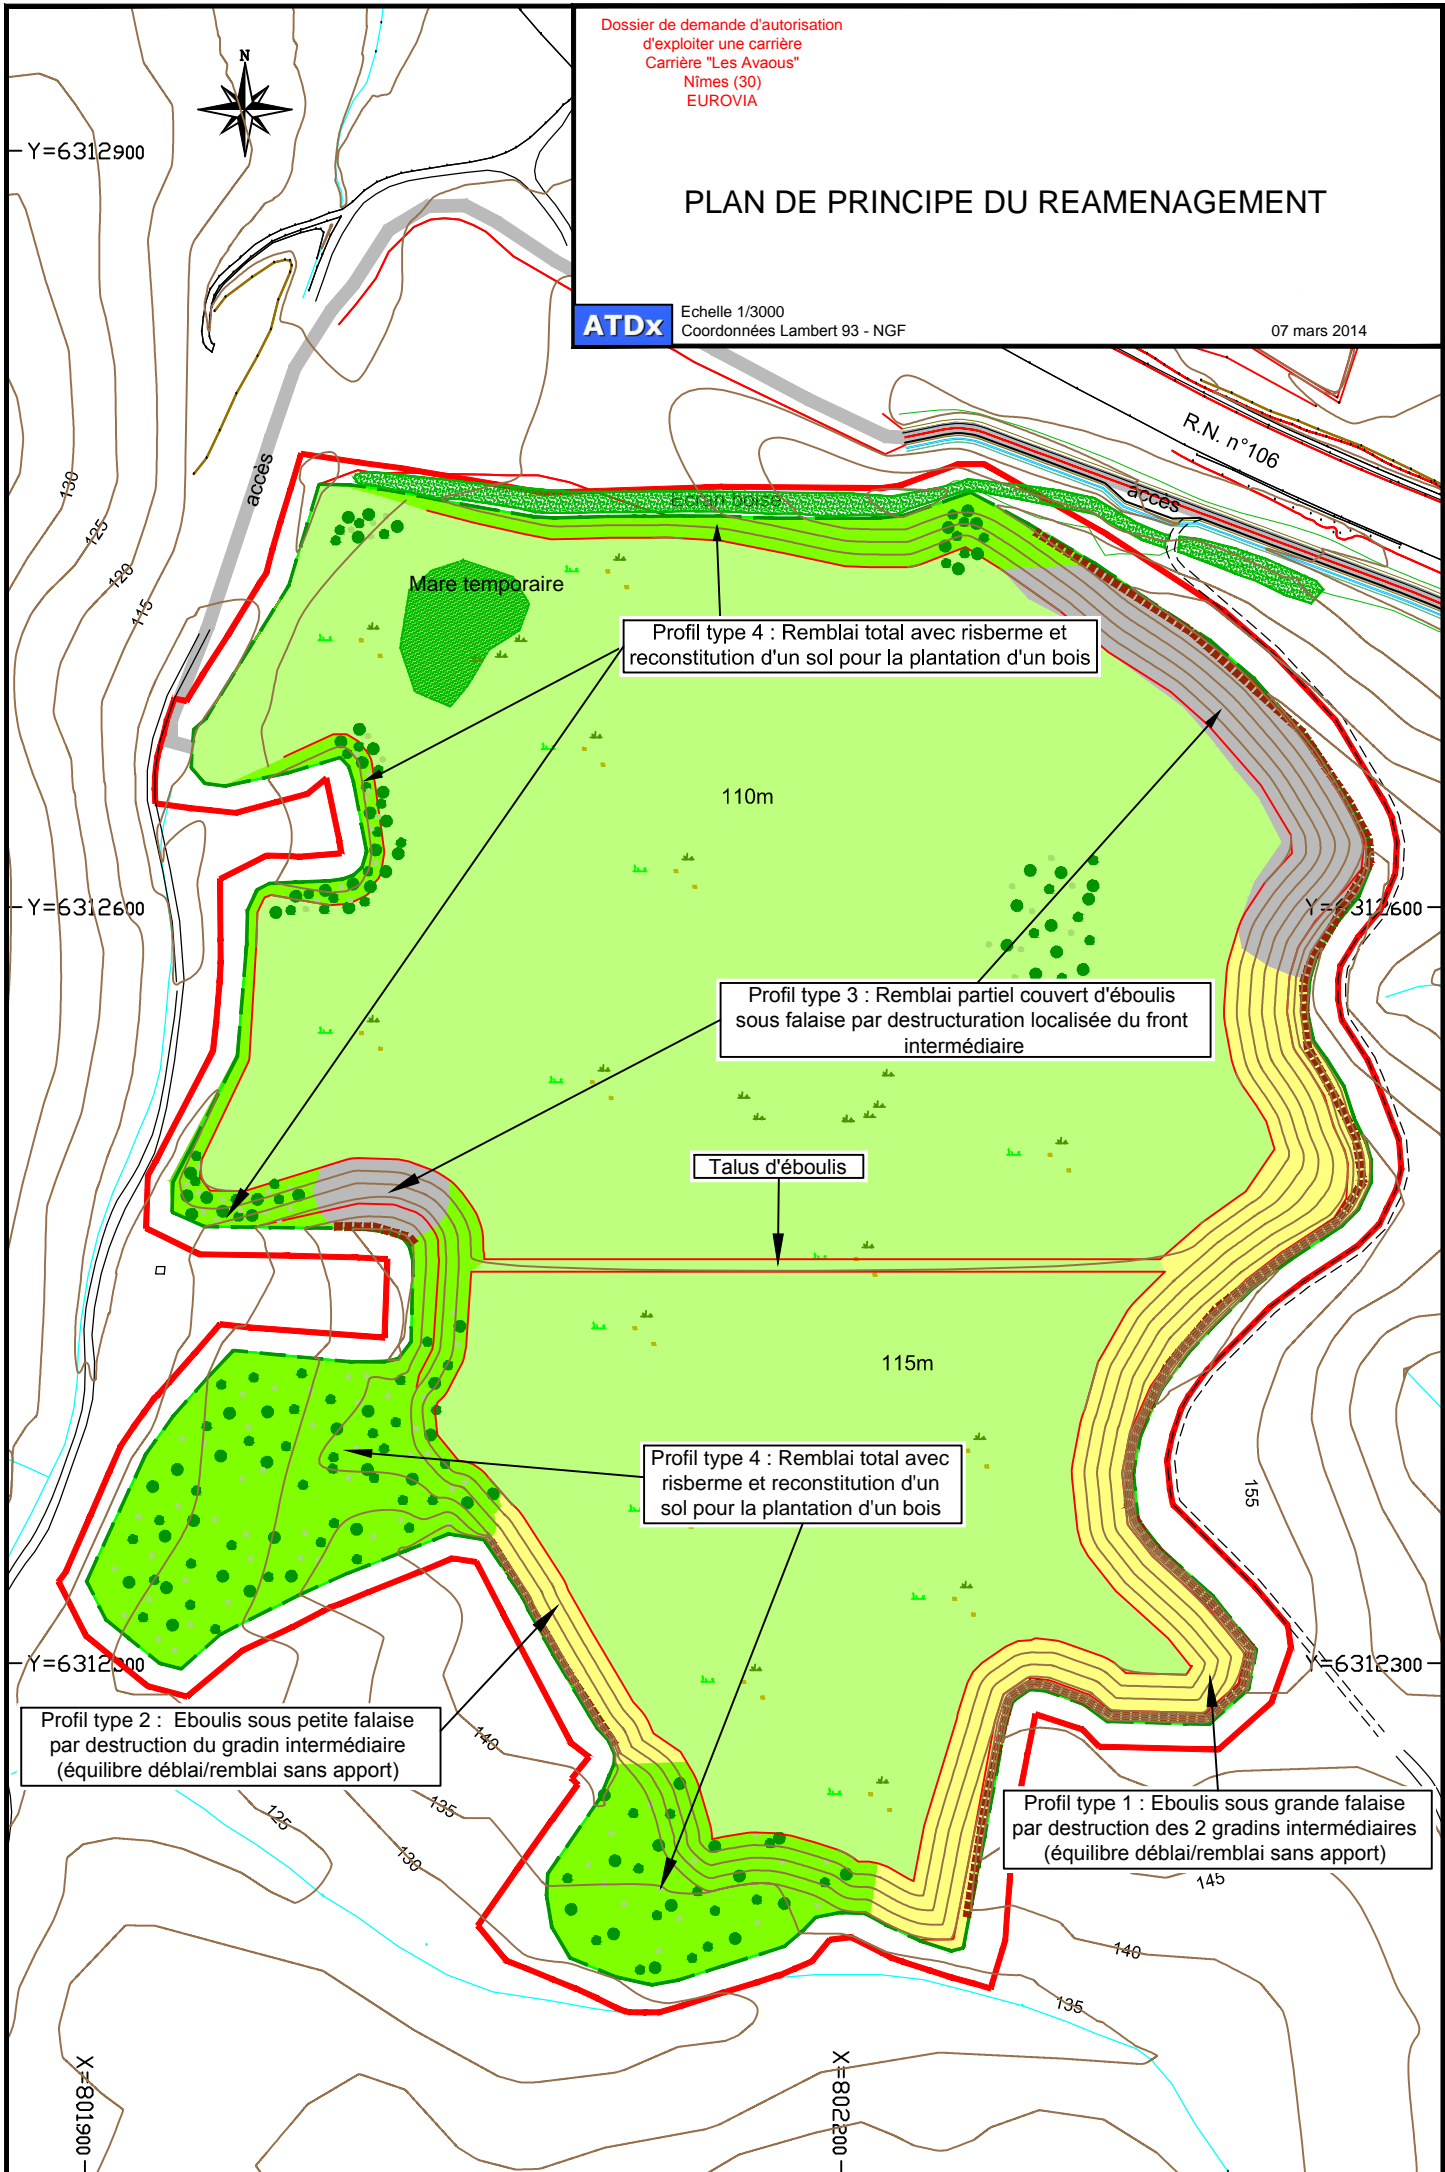 Dossier de demande d'autorisation
d'exploiter une carrière
Carrière "Les Avaous"
Nîmes (30)
EUROVIA
PLAN DE PRINCIPE DU REAMENAGEMENT
ATDx
Echelle 1/3000
Coordonnées Lambert 93 - NGF
07 mars 2014
N
Y=6312900
R.N. n°106
accès
accès
130
125
120
115
Ecran boisé
Mare temporaire
Profil type 4 : Remblai total avec risberme et
reconstitution d'un sol pour la plantation d'un bois
110m
Y=6312600
Y=6312600
Profil type 3 : Remblai partiel couvert d'éboulis
sous falaise par destructuration localisée du front
intermédiaire
Talus d'éboulis
115m
Profil type 4 : Remblai total avec
risberme et reconstitution d'un
sol pour la plantation d'un bois
155
Y=6312300
Y=6312300
Profil type 2 : Eboulis sous petite falaise
par destruction du gradin intermédiaire
(équilibre déblai/remblai sans apport)
140
135
125
130
Profil type 1 : Eboulis sous grande falaise
par destruction des 2 gradins intermédiaires
(équilibre déblai/remblai sans apport)
145
140
135
X=801900
X=802200